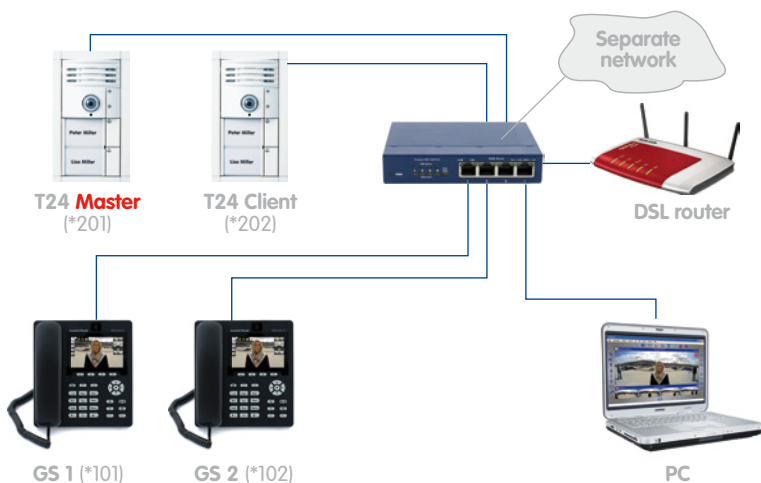 Separate
network
Peter Miller
Lisa Miller
Peter Miller
Lisa Miller
T24 Master
(*201)
T24 Client
(*202)
DSL router
GS 1 (*101)
GS 2 (*102)
PC